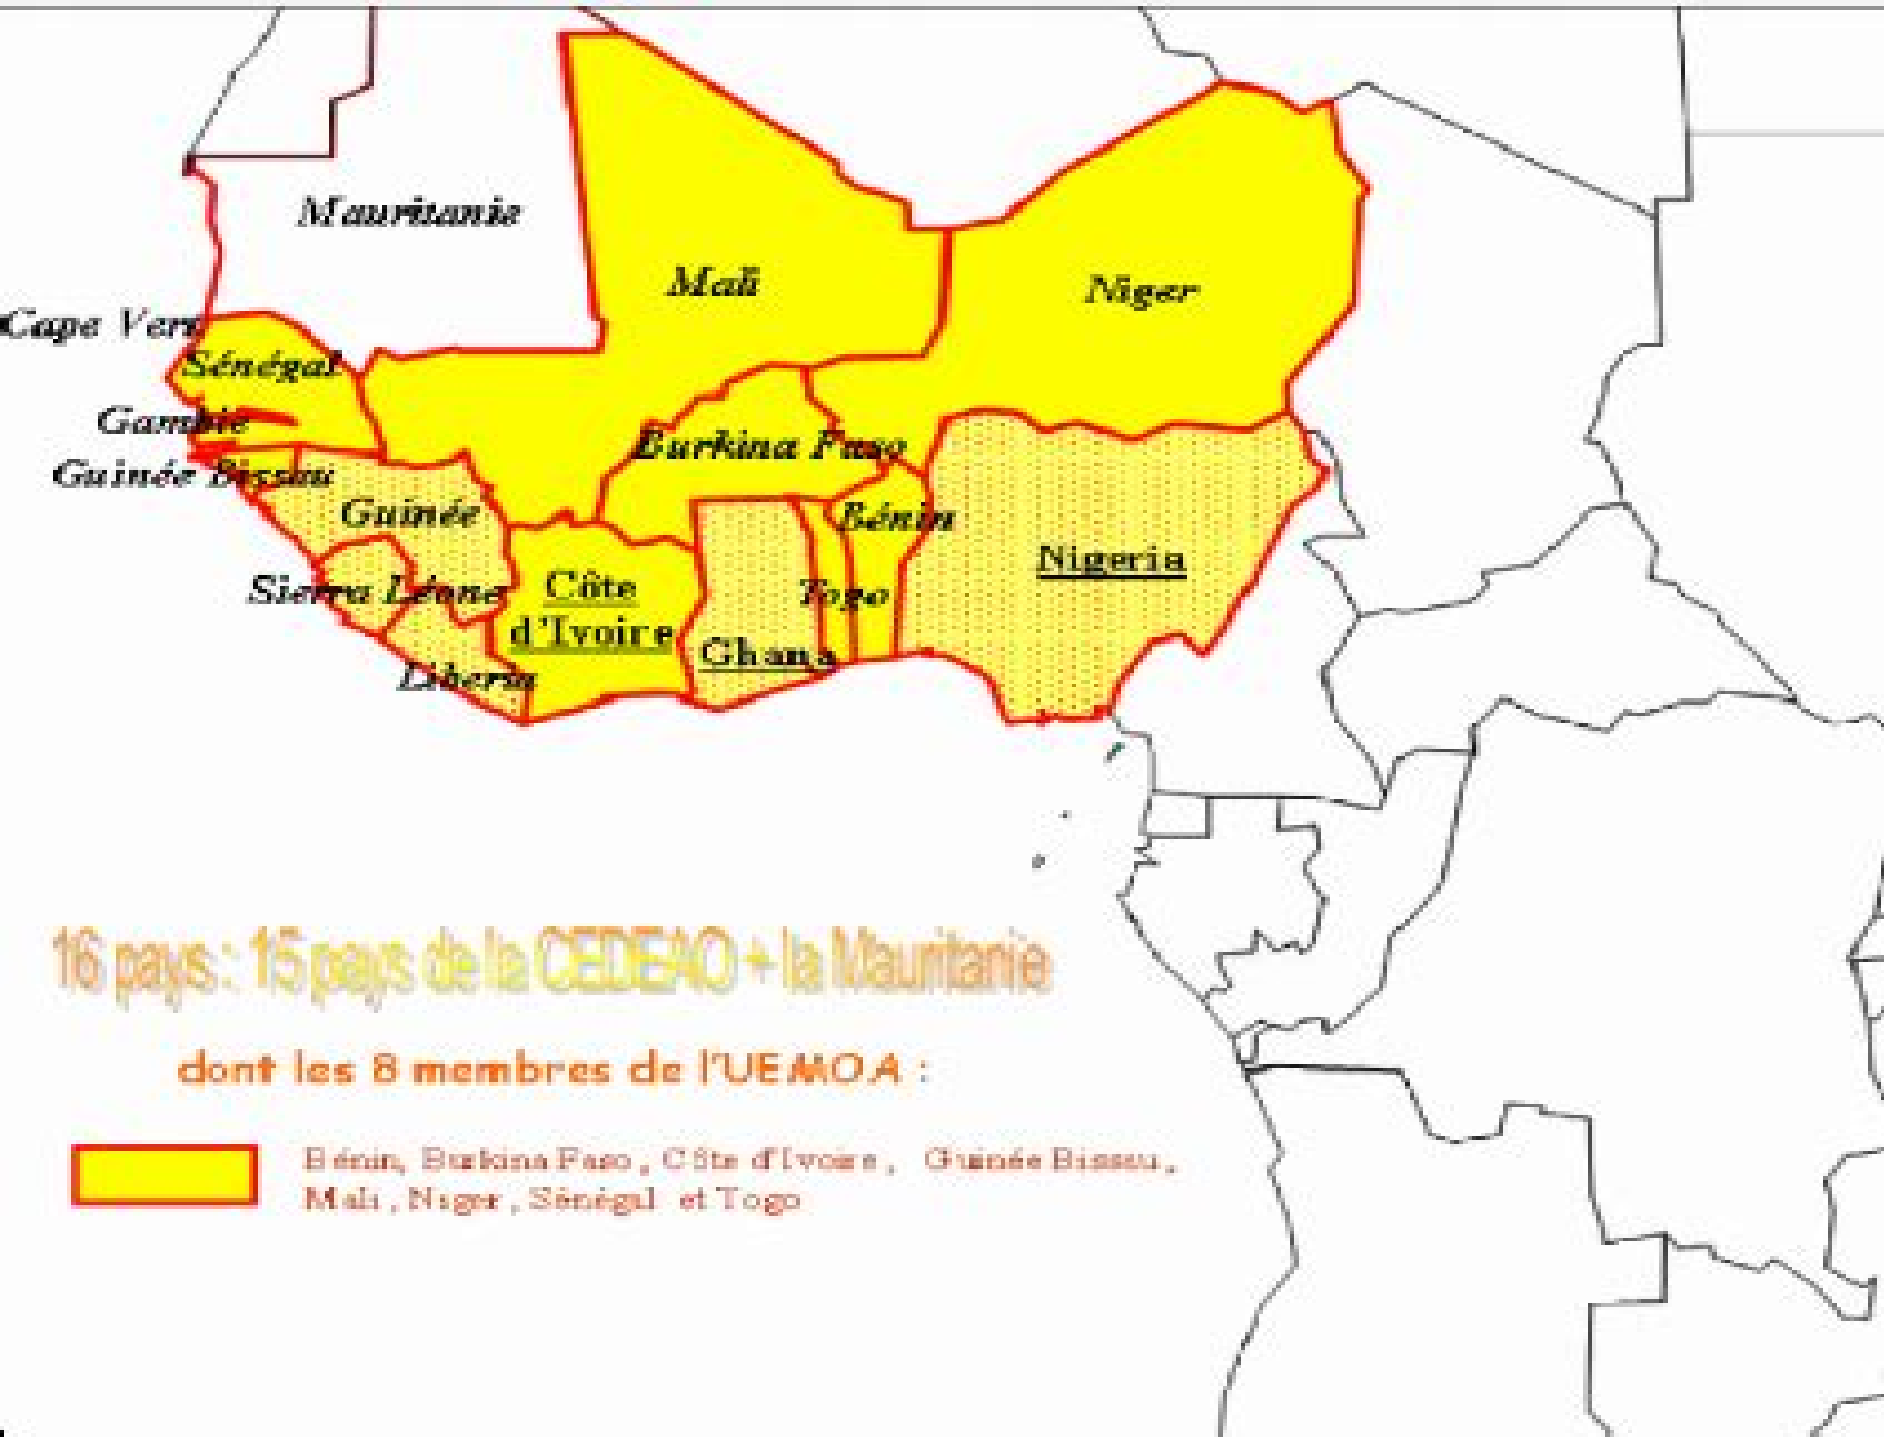 Mauritanie
Mali
Niger
Cape Vert
Sénégal
Gambie
Guinée Bissau
Burkina Faso
Guinée
Bénin
Nigeria
Sierra Léone
Côte
d'Ivoire
Togo
Ghana
Liberia
16 pays : 15 pays de la CEDEAO + la Mauritanie
dont les 8 membres de l'UEMOA :
Bénin, Burkina Faso, Côte d'Ivoire, Guinée Bissau,
Mali, Niger, Sénégal et Togo